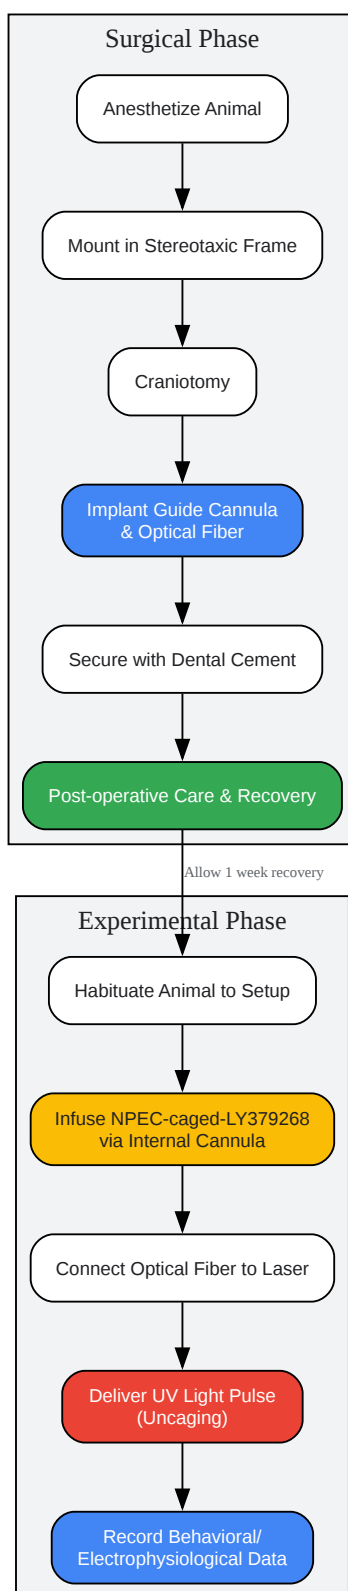 Surgical Phase
Anesthetize Animal
Mount in Stereotaxic Frame
Craniotomy
Implant Guide Cannula
& Optical Fiber
Secure with Dental Cement
Post-operative Care & Recovery
Allow 1 week recovery
Experimental Phase
Habituate Animal to Setup
Infuse NPEC-caged-LY379268
via Internal Cannula
Connect Optical Fiber to Laser
Deliver UV Light Pulse
(Uncaging)
Record Behavioral/
Electrophysiological Data